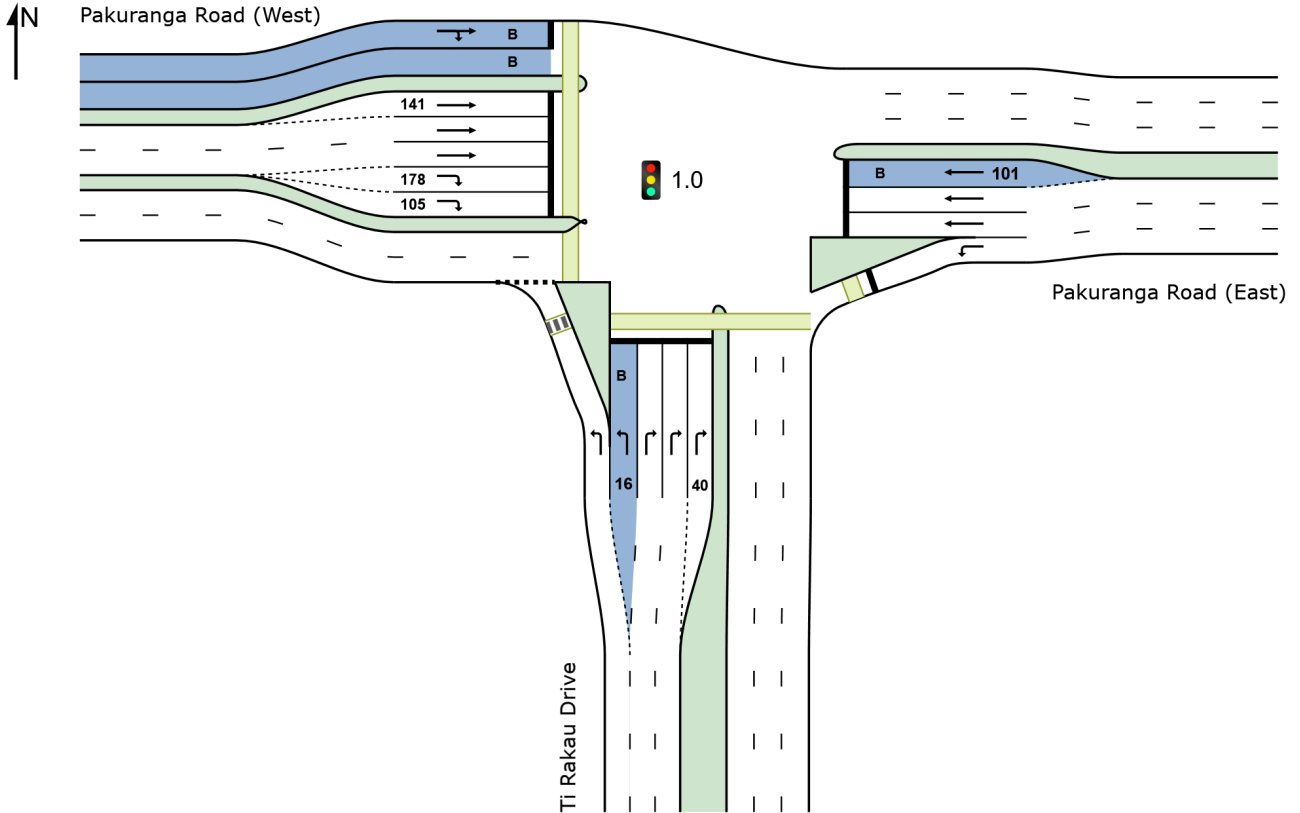 N
Pakuranga Road (West)
B
B
141
178
105
1.0
B
101
Pakuranga Road (East)
B
16
40
Ti Rakau Drive